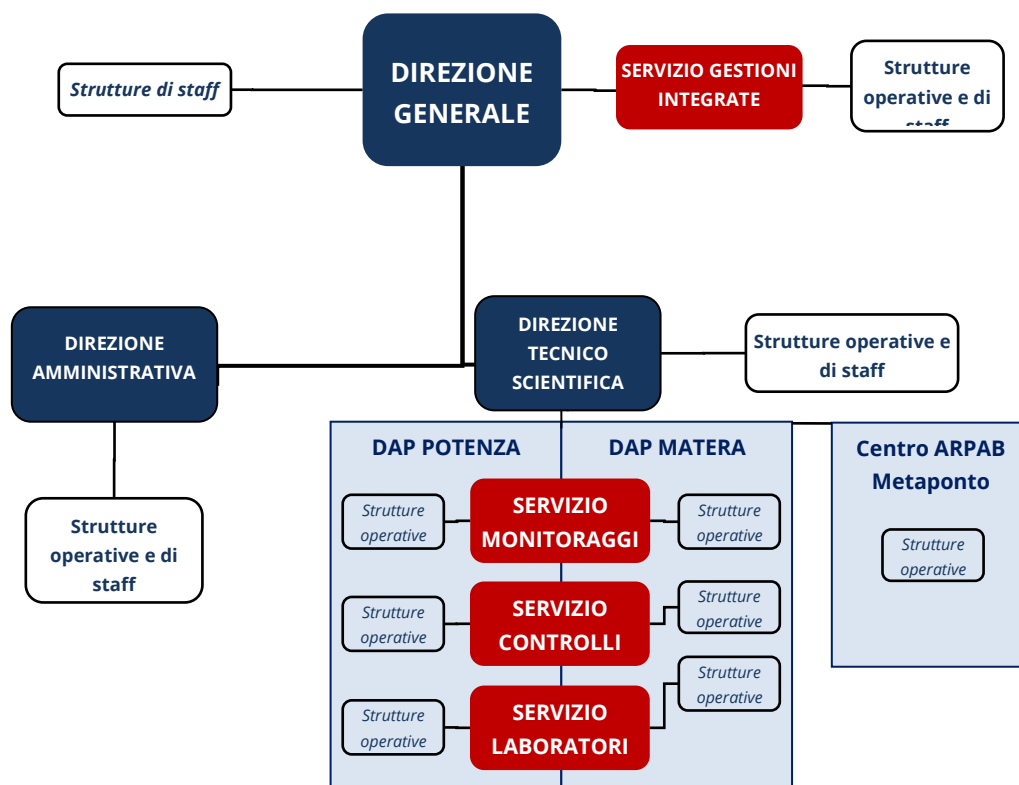 DIREZIONE
GENERALE
Strutture di staff
SERVIZIO GESTIONI
INTEGRATE
Strutture
operative e di
staff
DIREZIONE
AMMINISTRATIVA
DIREZIONE
TECNICO
SCIENTIFICA
Strutture operative e
di staff
Strutture
operative e di
staff
DAP POTENZA
DAP MATERA
Centro ARPAB
Metaponto
Strutture
operative
SERVIZIO
MONITORAGGI
Strutture
operative
Strutture
operative
Strutture
operative
SERVIZIO
CONTROLLI
Strutture
operative
Strutture
operative
SERVIZIO
LABORATORI
Strutture
operative